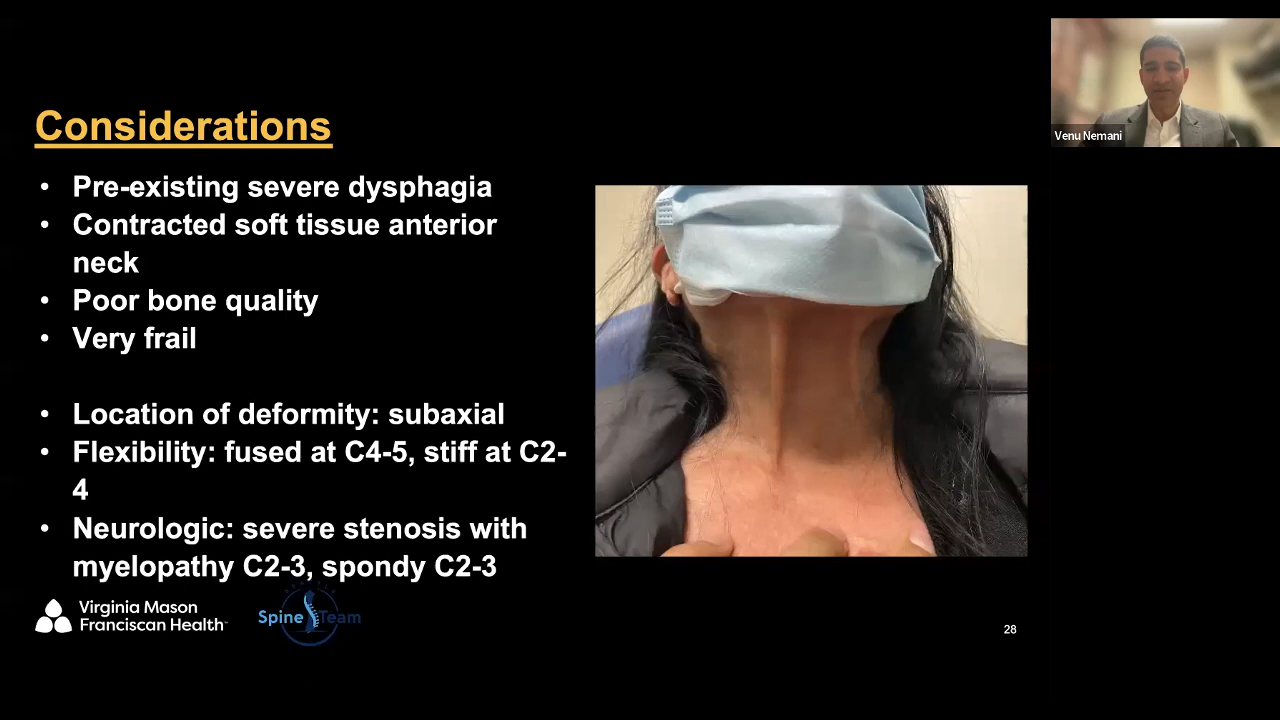 Considerations
• Pre-existing severe dysphagia
• Contracted soft tissue anterior
neck
• Poor bone quality
• Very frail
• Location of deformity: subaxial
• Flexibility: fused at C4-5, stiff at C2-
4
• Neurologic: severe stenosis with
myelopathy C2-3, spondy C2-3
Virginia Mason
Franciscan Health
Spine Team
28
Venu Nemani